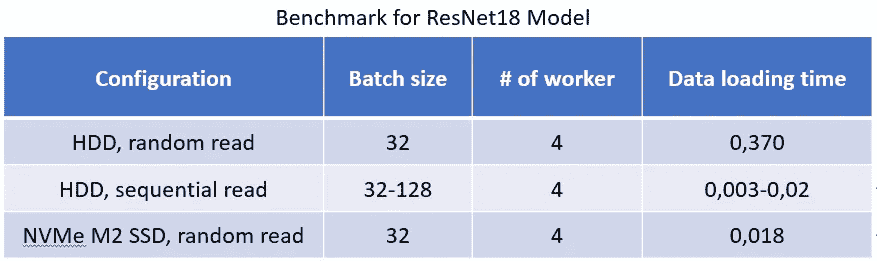 Benchmark for ResNet18 Model
Configuration Batch size # of worker Data loading time
HDD, random read 32 4 0,370
HDD, sequential read 32-128 4 0,003-0,02
NVMe M2 SSD, random read 32 4 0,018